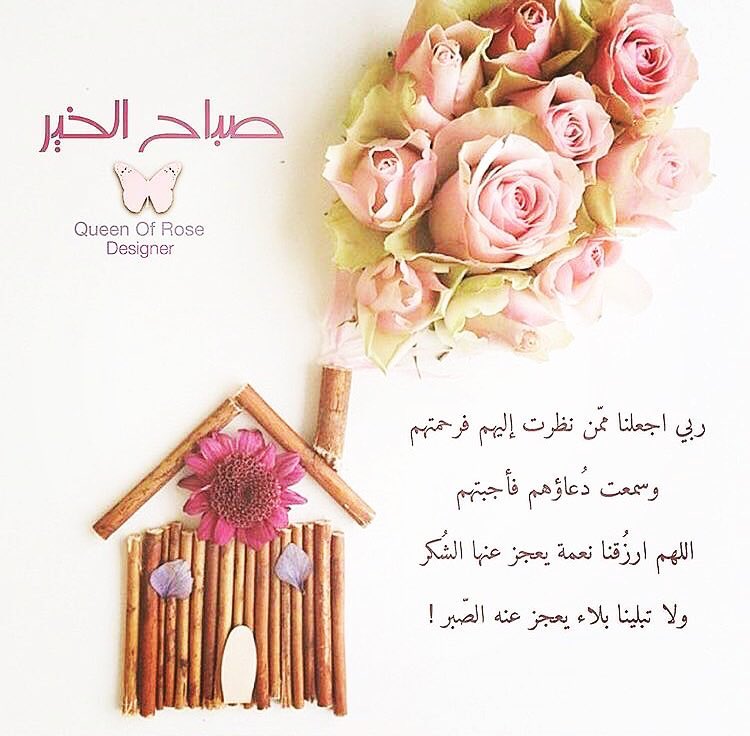 صباح الخير
Queen Of Rose
Designer
ربي اجعلنا ممّن نظرت إليهم فرحمتهم
وسمعت دُعاؤهم فأجبتهم
اللهم ارزُقنا نعمة يعجز عنها الشُكر
ولا تبلينا بلاء يعجز عنه الصّبر !